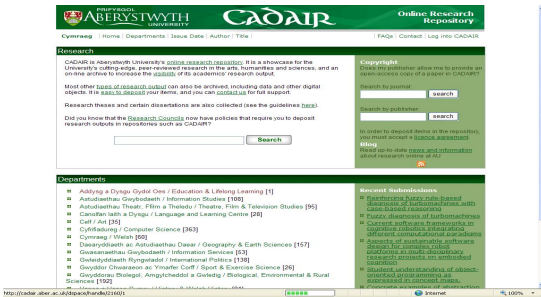 PRIFYSGOL
ABERYSTWYTH
UNIVERSITY
CADAIR
Online Research
Repository
Cymraeg | Home | Departments | Issue Date | Author | Title |
| FAQs | Contact | Log into CADAIR
Research
CADAIR is Aberystwyth University's online research repository. It is a showcase for the
University's cutting-edge, peer-reviewed research in the arts, humanities and sciences, and an
on-line archive to increase the visibility of its academics' research output.
Most other types of research output can also be archived, including data and other digital
objects. It is easy to deposit your items, and you can contact us for full support.
Research theses and certain dissertations are also collected (see the guidelines here).
Did you know that the Research Councils now have policies that require you to deposit
research outputs in repositories such as CADAIR?
Search
Copyright
Does my publisher allow me to provide an
open-access copy of a paper in CADAIR?
Search by journal:
search
Search by publisher:
search
In order to deposit items in the repository,
you must accept a licence agreement
Blog
Read up-to-date news and information
about research online at AU
Departments
Addysg a Dysgu Gydol Oes / Education & Lifelong Learning [1]
Astudiaethau Gwybodaeth / Information Studies [108]
Astudiaethau Theatr, Ffilm a Theledu / Theatre, Film & Television Studies [95]
Canolfan Iaith a Dysgu / Language and Learning Centre [28]
Celf / Art [35]
Cyfrifiadureg / Computer Science [363]
Cymraeg / Welsh [60]
Daearyddiaeth ac Astudiaethau Daear / Geography & Earth Sciences [157]
Gwasanaethau Gwybodaeth / Information Services [53]
Gwleidyddiaeth Ryngwladol / International Politics [138]
Gwyddor Chwaraeon ac Ymarfer Corff / Sport & Exercise Science [26]
Gwyddorau Biolegol, Amgylcheddol a Gwledig / Biological, Environmental & Rural
Sciences [192]
Recent Submissions
Reinforcing fuzzy rule-based
diagnosis of turbomachines with
case-based reasoning
Fuzzy diagnosis of turbomachines
Current software frameworks in
cognitive robotics integrating
different computational paradigms
Aspects of sustainable software
design for complex robot
platforms in multi-disciplinary
research projects on embodied
cognition
Student understanding of object-
oriented programming as
expressed in concept maps.
Concrete examples of abstraction
http://cadair.aber.ac.uk/dspace/handle/2160/1
Internet
100%